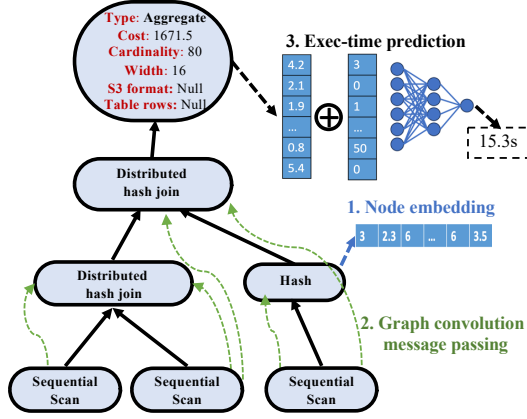 Type: Aggregate
Cost: 1671.5
Cardinality: 80
Width: 16
S3 format: Null
Table rows: Null
3. Exec-time prediction
4.2
2.1
1.9
...
0.8
5.4
3
0
1
...
50
0
15.3s
Distributed
hash join
1. Node embedding
3 2.3 6 ... 6 3.5
Distributed
hash join
Hash
2. Graph convolution
message passing
Sequential
Scan
Sequential
Scan
Sequential
Scan